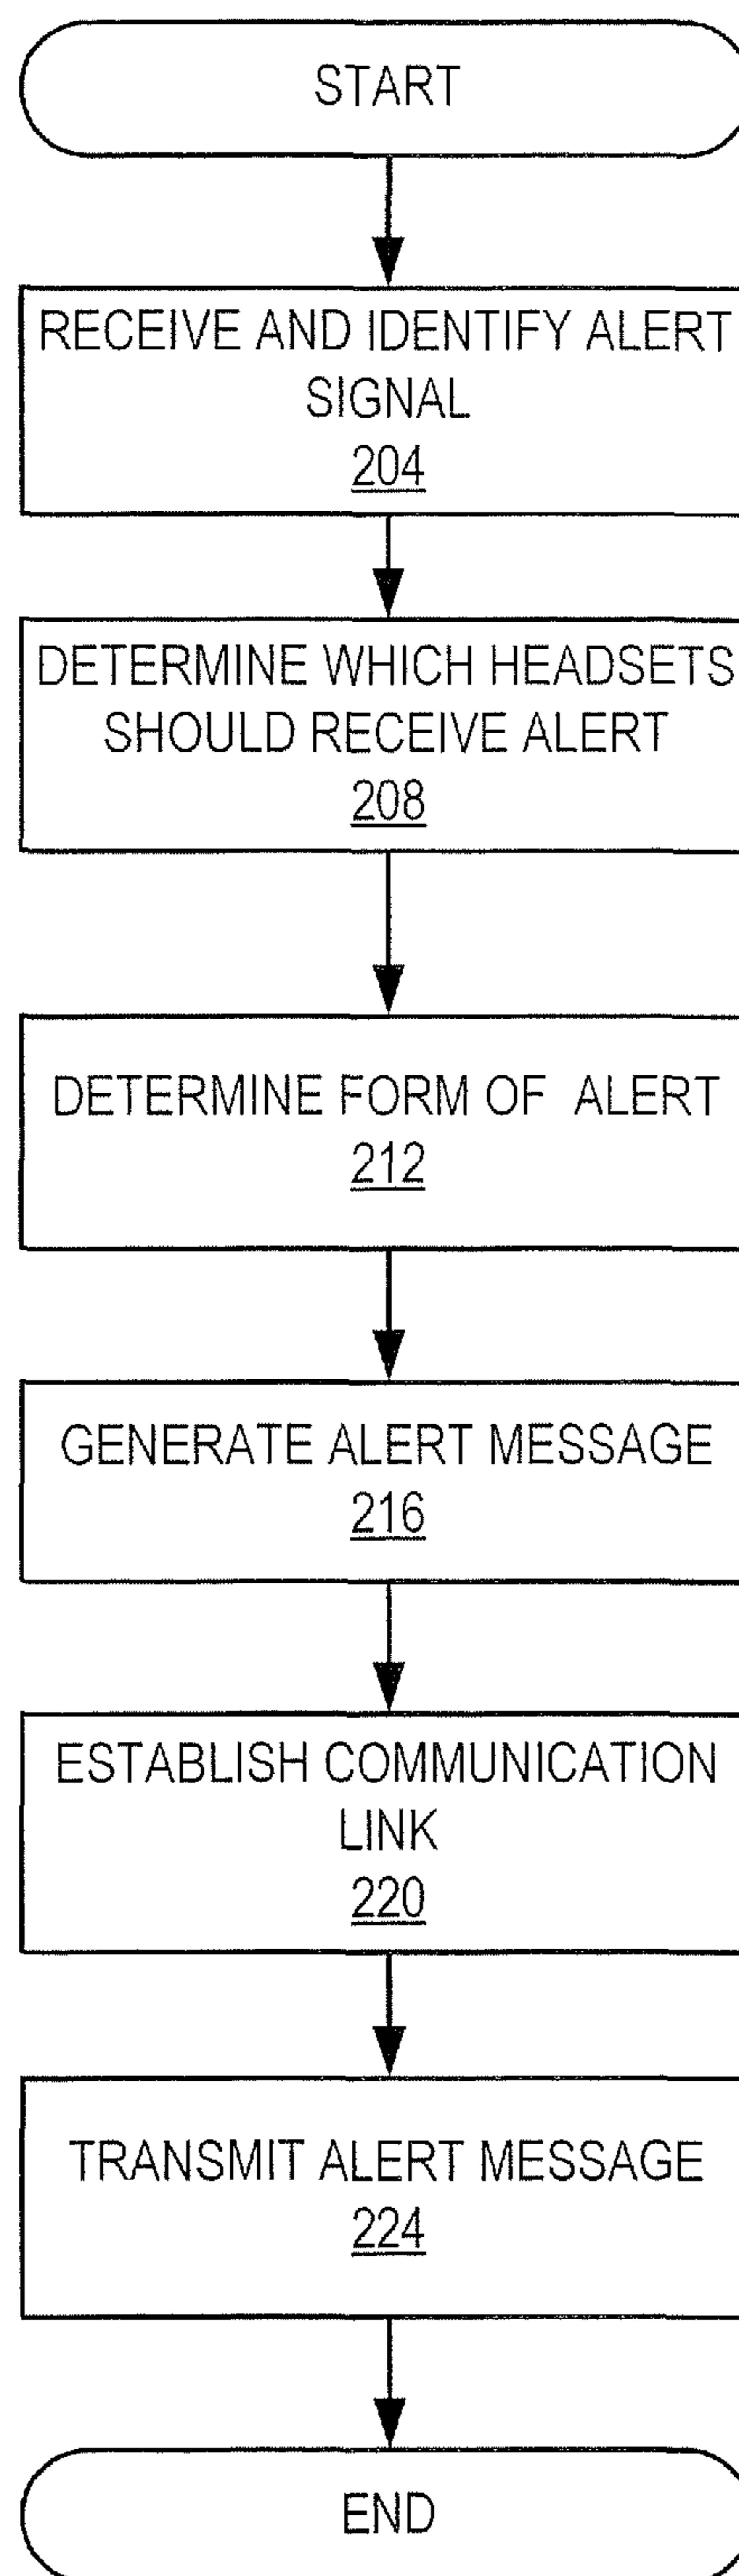 START
RECEIVE AND IDENTIFY ALERT
SIGNAL
204
DETERMINE WHICH HEADSETS
SHOULD RECEIVE ALERT
208
DETERMINE FORM OF ALERT
212
GENERATE ALERT MESSAGE
216
ESTABLISH COMMUNICATION
LINK
220
TRANSMIT ALERT MESSAGE
224
END